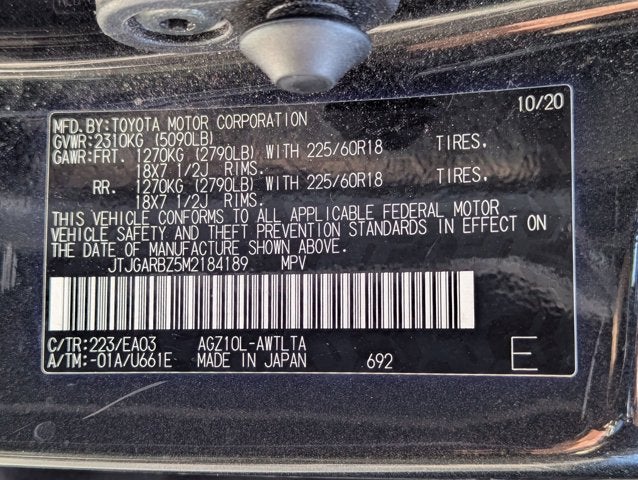 10/20
MFD.BY:TOYOTA MOTOR CORPORATION
GVWR:2310KG (5090LB)
GAWR:FRT. 1270KG (2790LB) WITH 225/60R18 TIRES,
18X7 1/2J RIMS.
RR. 1270KG (2790LB) WITH 225/60R18 TIRES,
18X7 1/2J RIMS.
THIS VEHICLE CONFORMS TO ALL APPLICABLE FEDERAL MOTOR
VEHICLE SAFETY AND THEFT PREVENTION STANDARDS IN EFFECT ON
THE DATE OF MANUFACTURE SHOWN ABOVE.
JTJGARBZ5M2184189 MPV
C/TR:223/EA03 AGZ10L-AWTLTA
A/TM:-01A/U661E MADE IN JAPAN 692 E